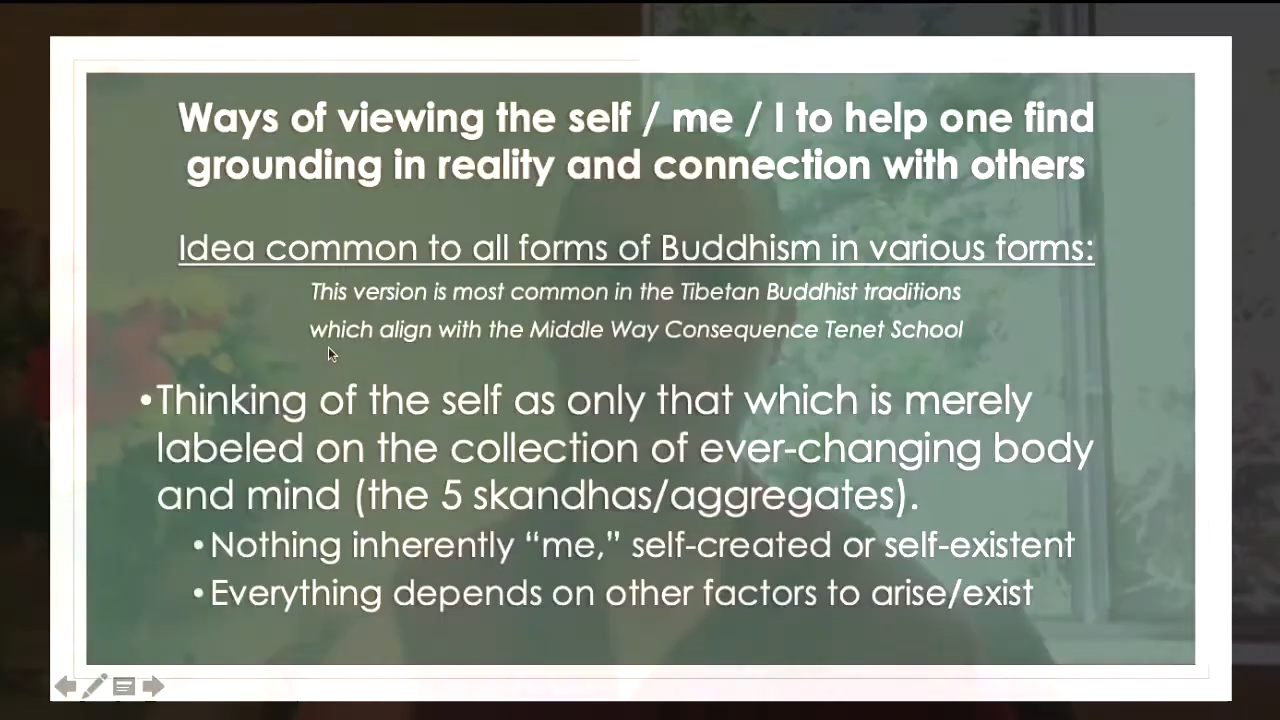 Ways of viewing the self / me / I to help one find
grounding in reality and connection with others
Idea common to all forms of Buddhism in various forms:
This version is most common in the Tibetan Buddhist traditions
which align with the Middle Way Consequence Tenet School
•Thinking of the self as only that which is merely
labeled on the collection of ever-changing body
and mind (the 5 skandhas/aggregates).
•Nothing inherently “me,” self-created or self-existent
•Everything depends on other factors to arise/exist